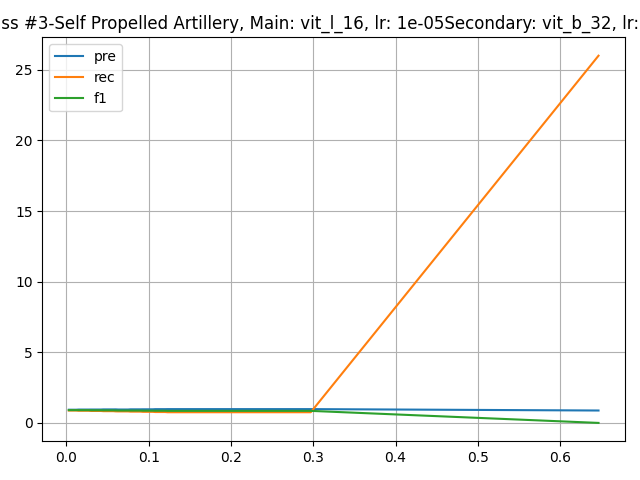 ss #3-Self Propelled Artillery, Main: vit_l_16, lr: 1e-05Secondary: vit_b_32, lr:
pre
rec
f1
25
20
15
10
5
0
0.0 0.1 0.2 0.3 0.4 0.5 0.6